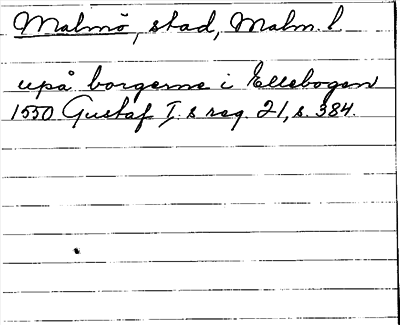 Malmö, stad, Malm. l
upå borgerne i Ellebogen
1550 Gustaf I. s reg. 21, s. 384.